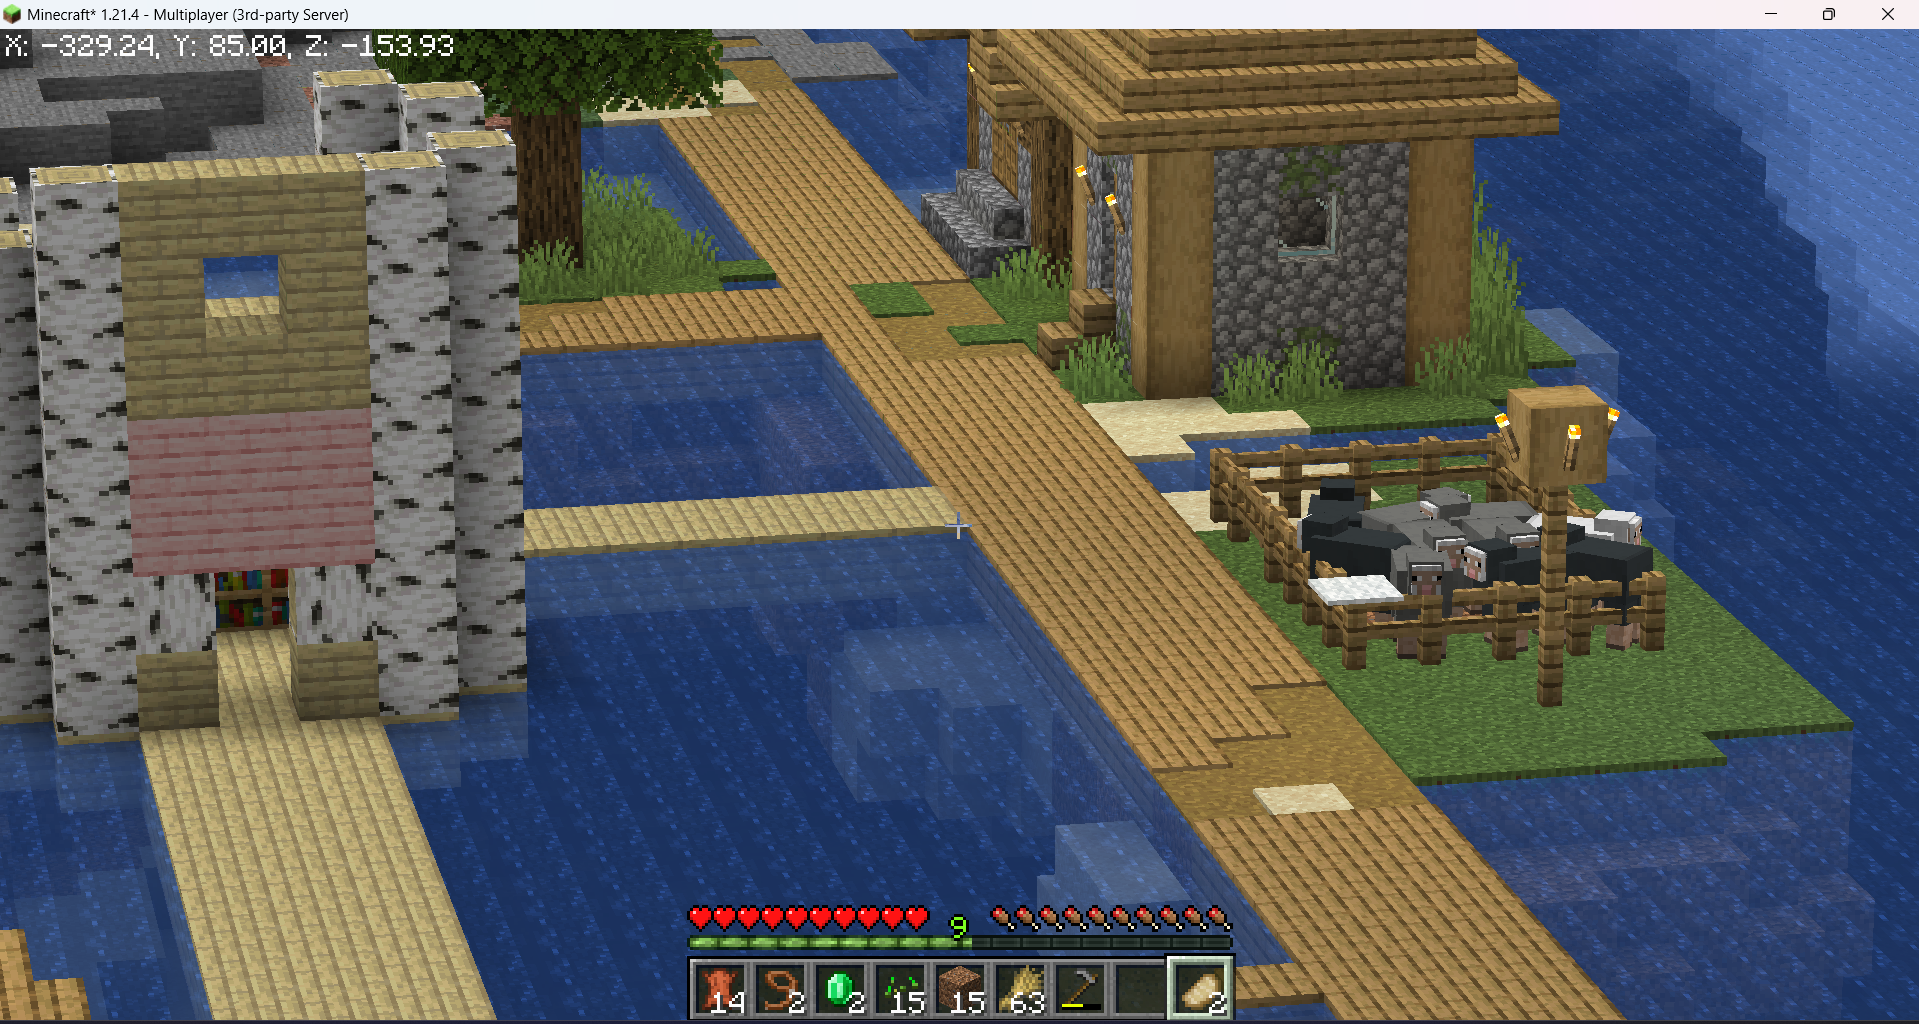 Minecraft* 1.21.4 - Multiplayer (3rd-party Server)
X: -329.24, Y: 85.00, Z: -153.93
9
14 2 2 15 15 63 2